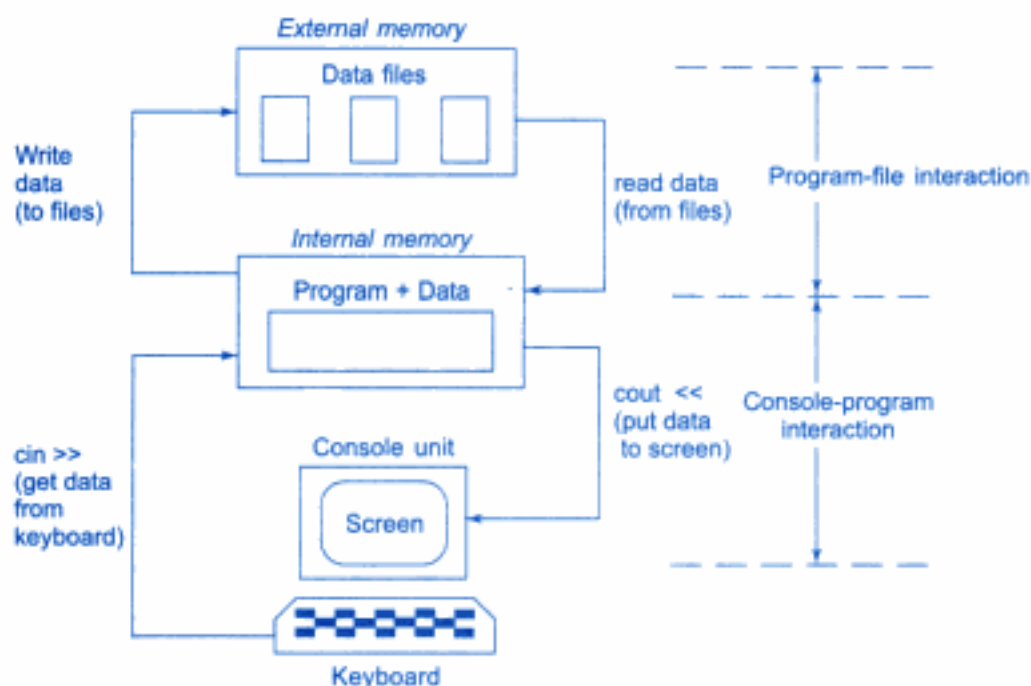 External memory
Data files
Write
data
(to files)
read data
(from files)
Program-file interaction
Internal memory
Program + Data
cout <<
(put data
to screen)
Console-program
interaction
cin >>
(get data
from
keyboard)
Console unit
Screen
Keyboard